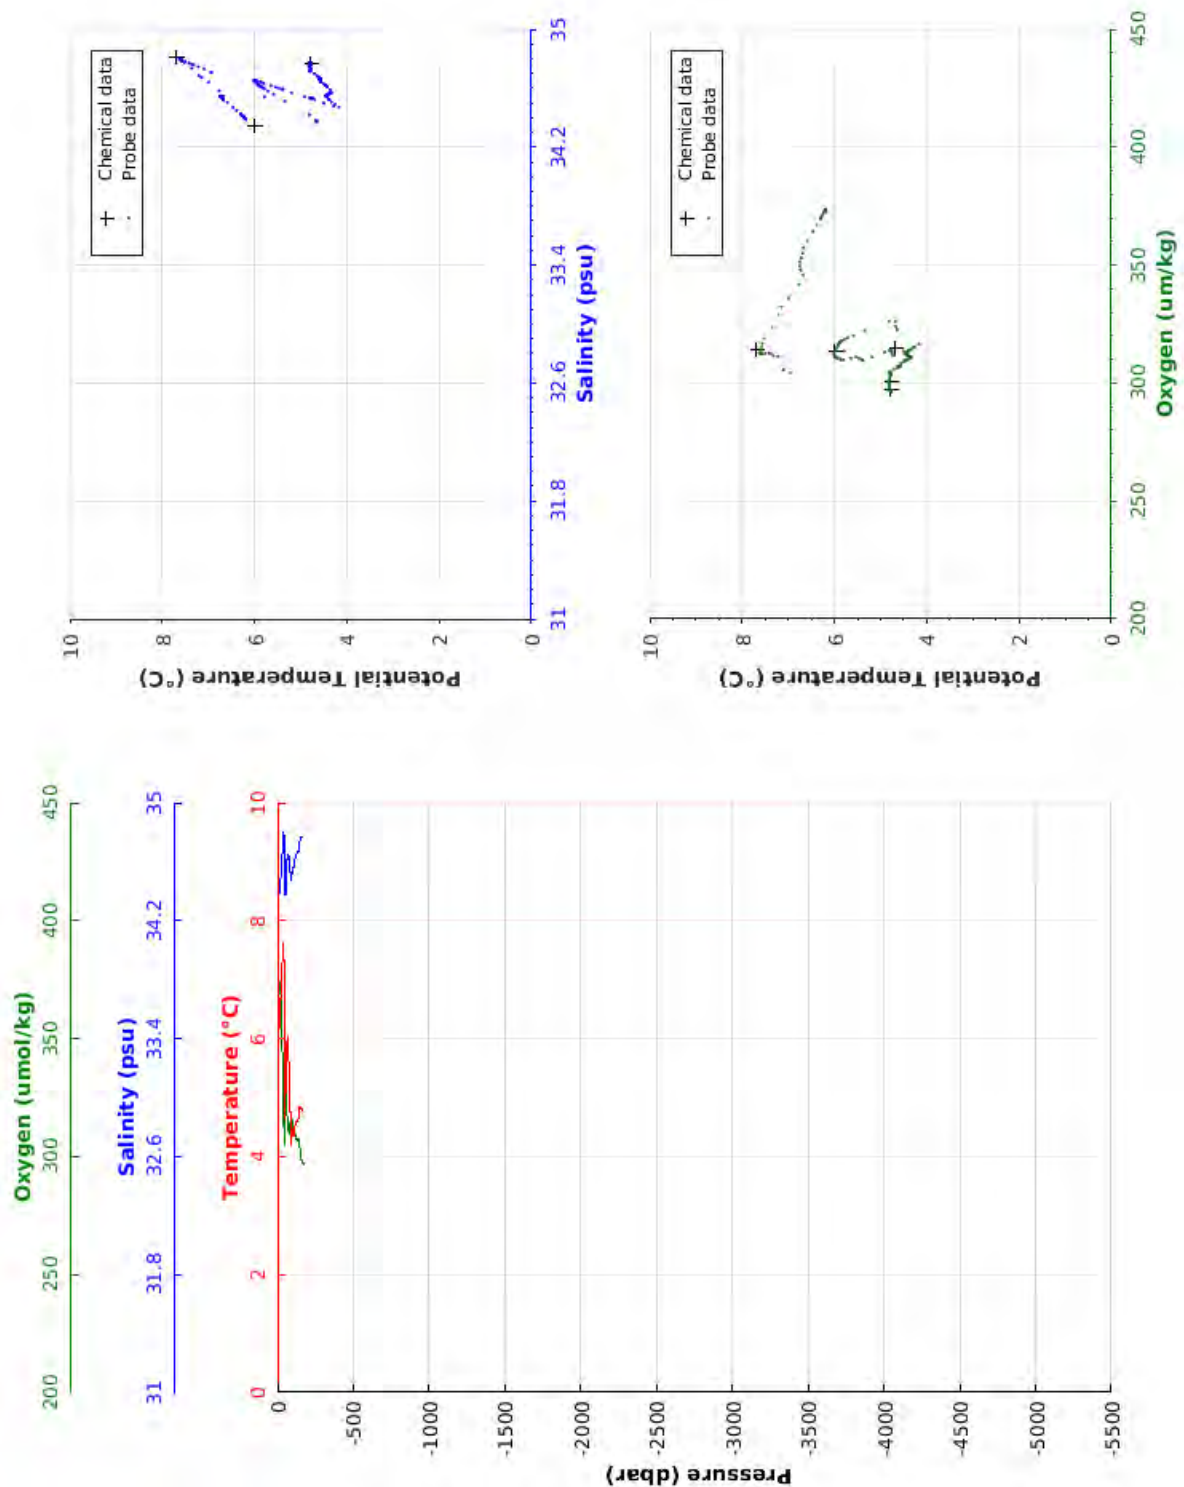 Oxygen (umol/kg)
200 250 300 350 400 450
Salinity (psu)
31 31.8 32.6 33.4 34.2 35
Temperature (°C)
0 2 4 6 8 10
0
-500
-1000
-1500
-2000
-2500
-3000
-3500
-4000
-4500
-5000
-5500
Pressure (dbar)
10
8
6
4
2
0
Potential Temperature (°C)
Chemical data
Probe data
31 31.8 32.6 33.4 34.2 35
Salinity (psu)
10
8
6
4
2
0
Potential Temperature (°C)
Chemical data
Probe data
200 250 300 350 400 450
Oxygen (um/kg)